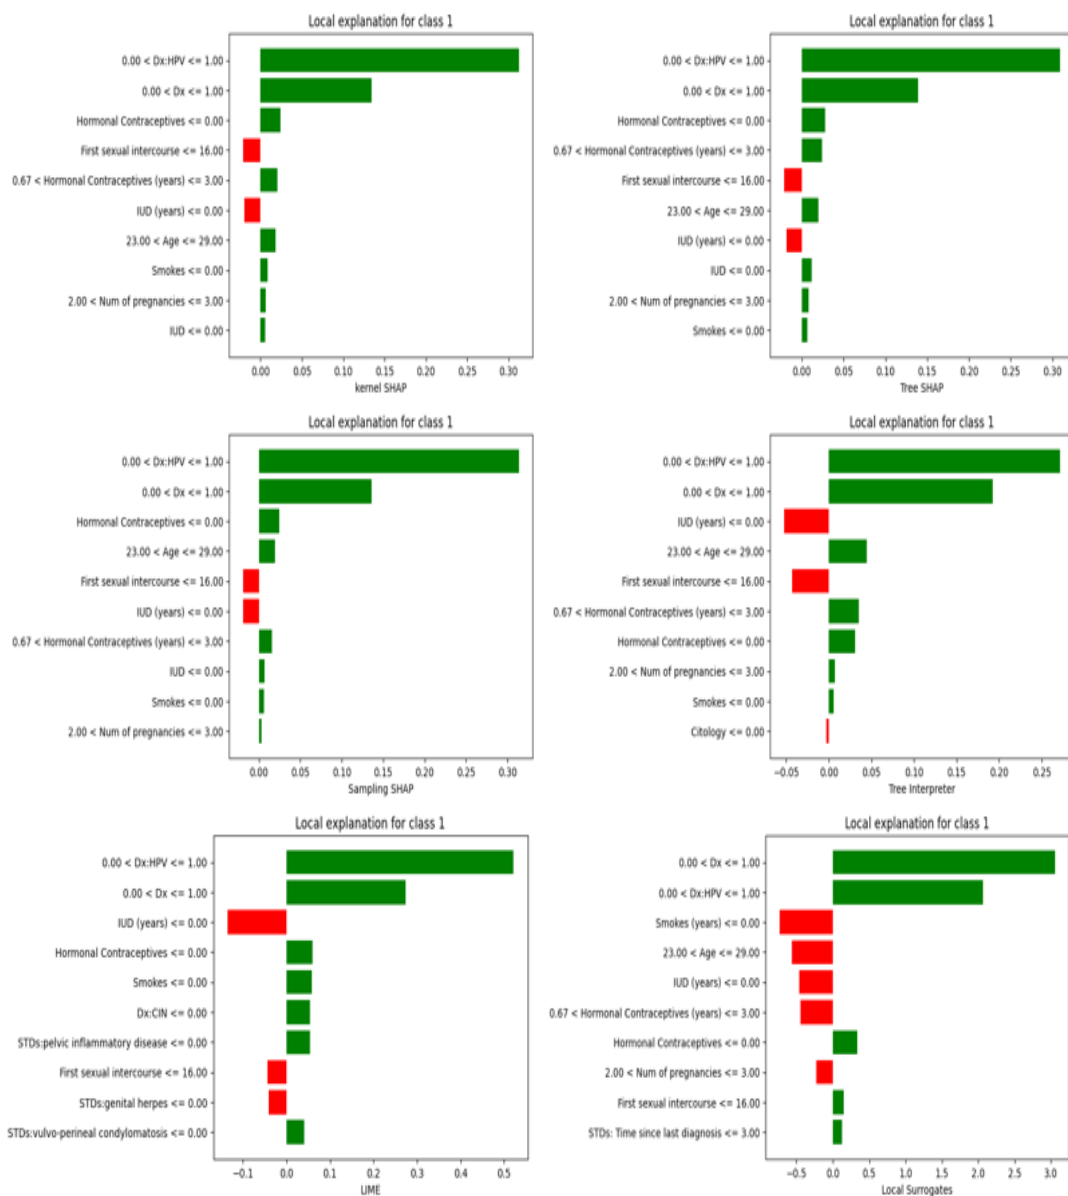 Local explanation for class 1
0.00 < Dx:HPV <= 1.00
0.00 < Dx <= 1.00
Hormonal Contraceptives <= 0.00
First sexual intercourse <= 16.00
0.67 < Hormonal Contraceptives (years) <= 3.00
IUD (years) <= 0.00
23.00 < Age <= 29.00
Smokes <= 0.00
2.00 < Num of pregnancies <= 3.00
IUD <= 0.00
0.00 0.05 0.10 0.15 0.20 0.25 0.30
kernel SHAP
Local explanation for class 1
0.00 < Dx:HPV <= 1.00
0.00 < Dx <= 1.00
Hormonal Contraceptives <= 0.00
0.67 < Hormonal Contraceptives (years) <= 3.00
First sexual intercourse <= 16.00
23.00 < Age <= 29.00
IUD (years) <= 0.00
IUD <= 0.00
2.00 < Num of pregnancies <= 3.00
Smokes <= 0.00
0.00 0.05 0.10 0.15 0.20 0.25 0.30
Tree SHAP
Local explanation for class 1
0.00 < Dx:HPV <= 1.00
0.00 < Dx <= 1.00
Hormonal Contraceptives <= 0.00
23.00 < Age <= 29.00
First sexual intercourse <= 16.00
IUD (years) <= 0.00
0.67 < Hormonal Contraceptives (years) <= 3.00
IUD <= 0.00
Smokes <= 0.00
2.00 < Num of pregnancies <= 3.00
0.00 0.05 0.10 0.15 0.20 0.25 0.30
Sampling SHAP
Local explanation for class 1
0.00 < Dx:HPV <= 1.00
0.00 < Dx <= 1.00
IUD (years) <= 0.00
23.00 < Age <= 29.00
First sexual intercourse <= 16.00
0.67 < Hormonal Contraceptives (years) <= 3.00
Hormonal Contraceptives <= 0.00
2.00 < Num of pregnancies <= 3.00
Smokes <= 0.00
Citology <= 0.00
−0.05 0.00 0.05 0.10 0.15 0.20 0.25
Tree Interpreter
Local explanation for class 1
0.00 < Dx:HPV <= 1.00
0.00 < Dx <= 1.00
IUD (years) <= 0.00
Hormonal Contraceptives <= 0.00
Smokes <= 0.00
Dx:CIN <= 0.00
STDs:pelvic inflammatory disease <= 0.00
First sexual intercourse <= 16.00
STDs:genital herpes <= 0.00
STDs:vulvo-perineal condylomatosis <= 0.00
−0.1 0.0 0.1 0.2 0.3 0.4 0.5
LIME
Local explanation for class 1
0.00 < Dx <= 1.00
0.00 < Dx:HPV <= 1.00
Smokes (years) <= 0.00
23.00 < Age <= 29.00
IUD (years) <= 0.00
0.67 < Hormonal Contraceptives (years) <= 3.00
Hormonal Contraceptives <= 0.00
2.00 < Num of pregnancies <= 3.00
First sexual intercourse <= 16.00
STDs: Time since last diagnosis <= 3.00
−0.5 0.0 0.5 1.0 1.5 2.0 2.5 3.0
Local Surrogates